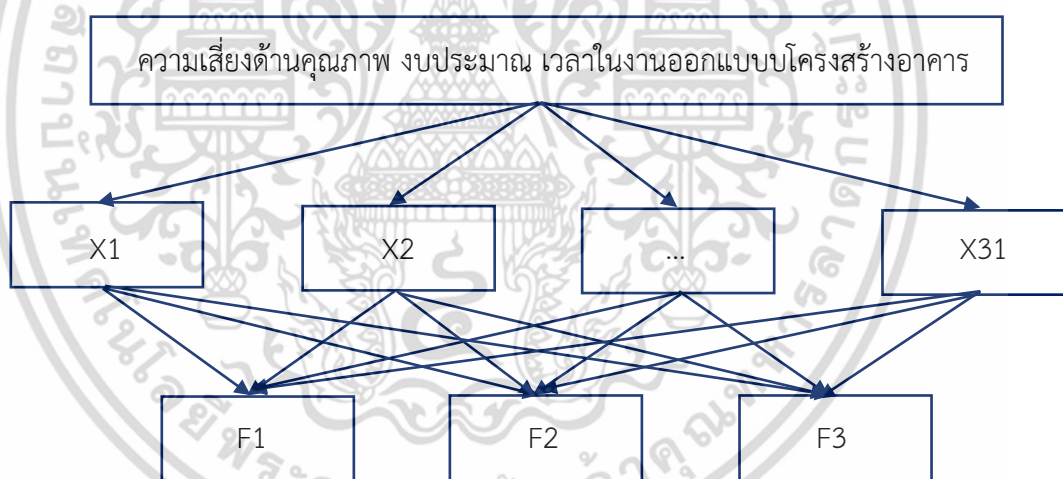 ความเสี่ยงด้านคุณภาพ งบประมาณ เวลาในงานออกแบบบโครงสร้างอาคาร
X1 X2 ... X31
F1 F2 F3